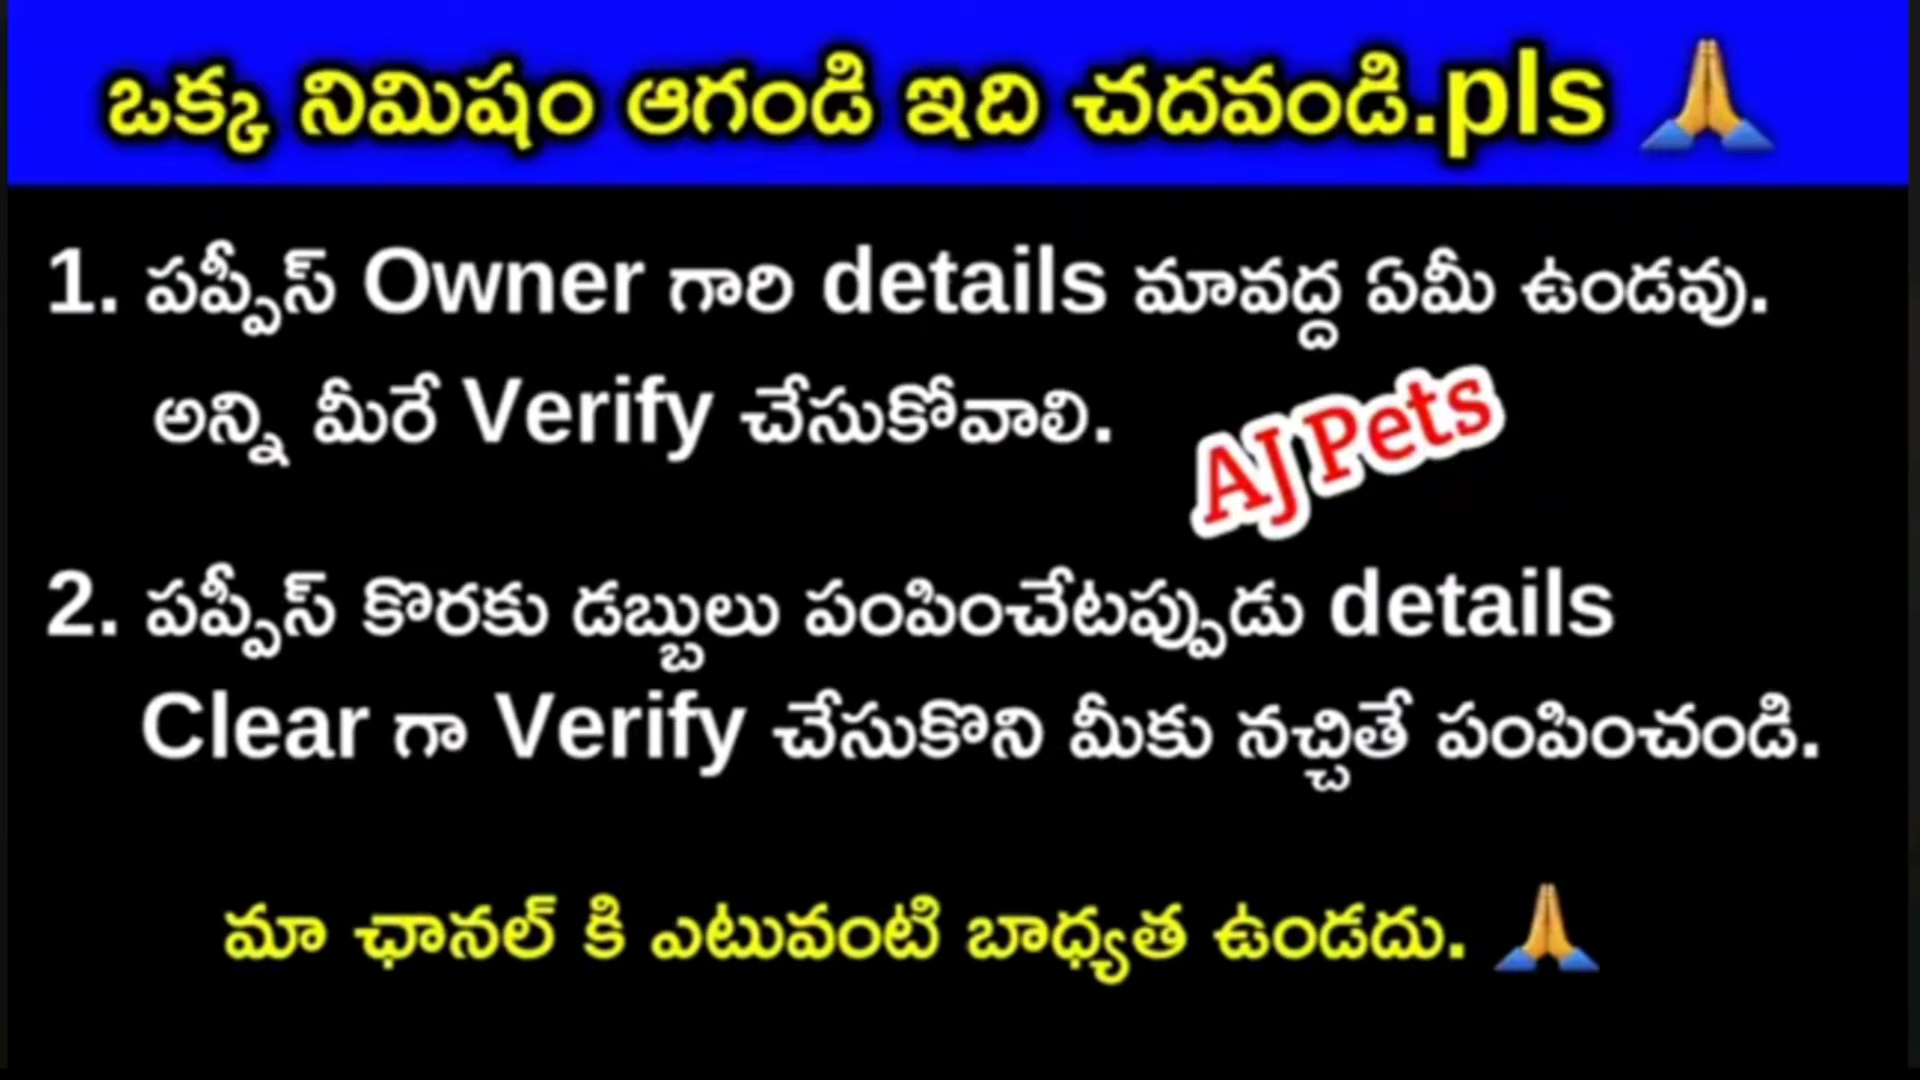 ఒక్క నిమిషం ఆగండి ఇది చదవండి.pls 🙏
1. పప్పీస్ Owner గారి details మావద్ద ఏమీ ఉండవు.
అన్ని మీరే Verify చేసుకోవాలి.
AJ Pets
2. పప్పీస్ కొరకు డబ్బులు పంపించేటప్పుడు details
Clear గా Verify చేసుకొని మీకు నచ్చితే పంపించండి.
మా ఛానల్ కి ఎటువంటి బాధ్యత ఉండదు. 🙏